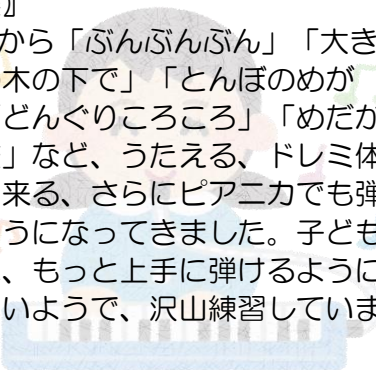 』
から「ぶんぶんぶん」「大き
木の下で」「とんぼのめが
どんぐりころころ」「めだか
」など、うたえる、ドレミ体
来る、さらにピアニカでも弾
うになってきました。子ども
、もっと上手に弾けるように
いようで、沢山練習していま